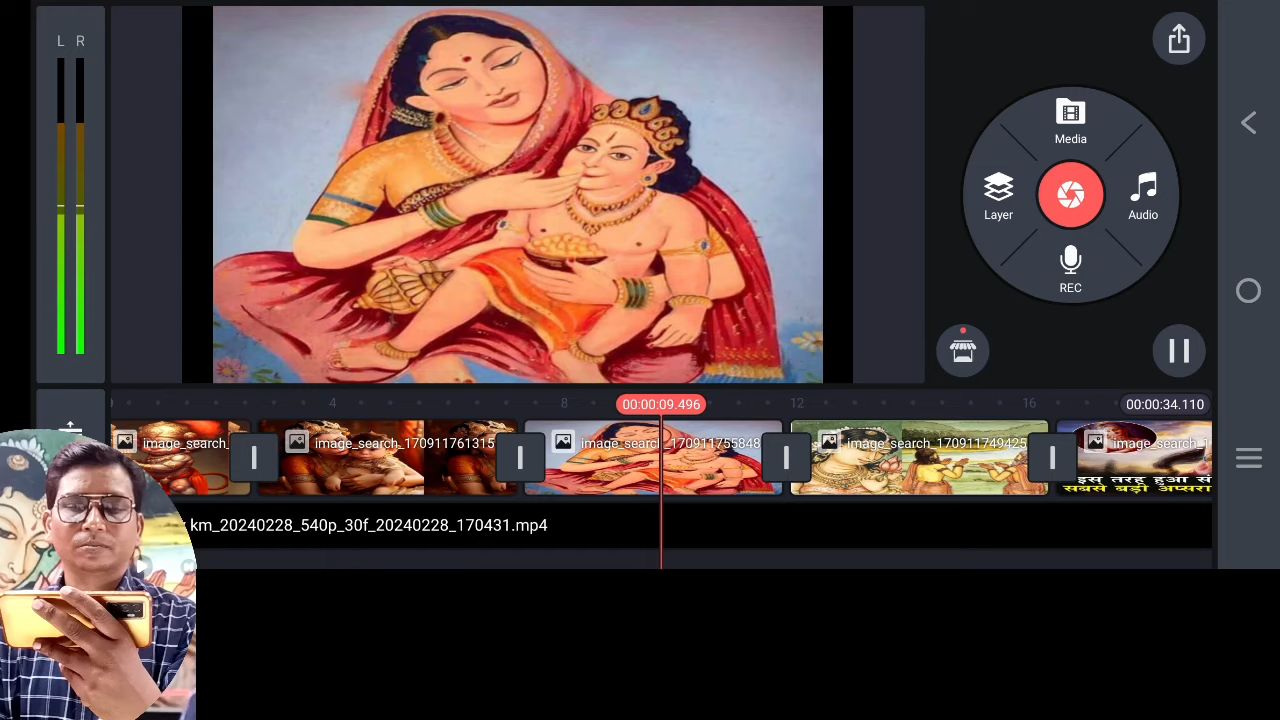 L R
Media
Layer
Audio
REC
4
8
00:00:09.496
12
16
00:00:34.110
image_search_
image_search_170911761315
image_search_170911755848
image_search_170911749425
image_search_1
इस तरह हुआ सं
सबसे बड़ी अप्सरा
km_20240228_540p_30f_20240228_170431.mp4